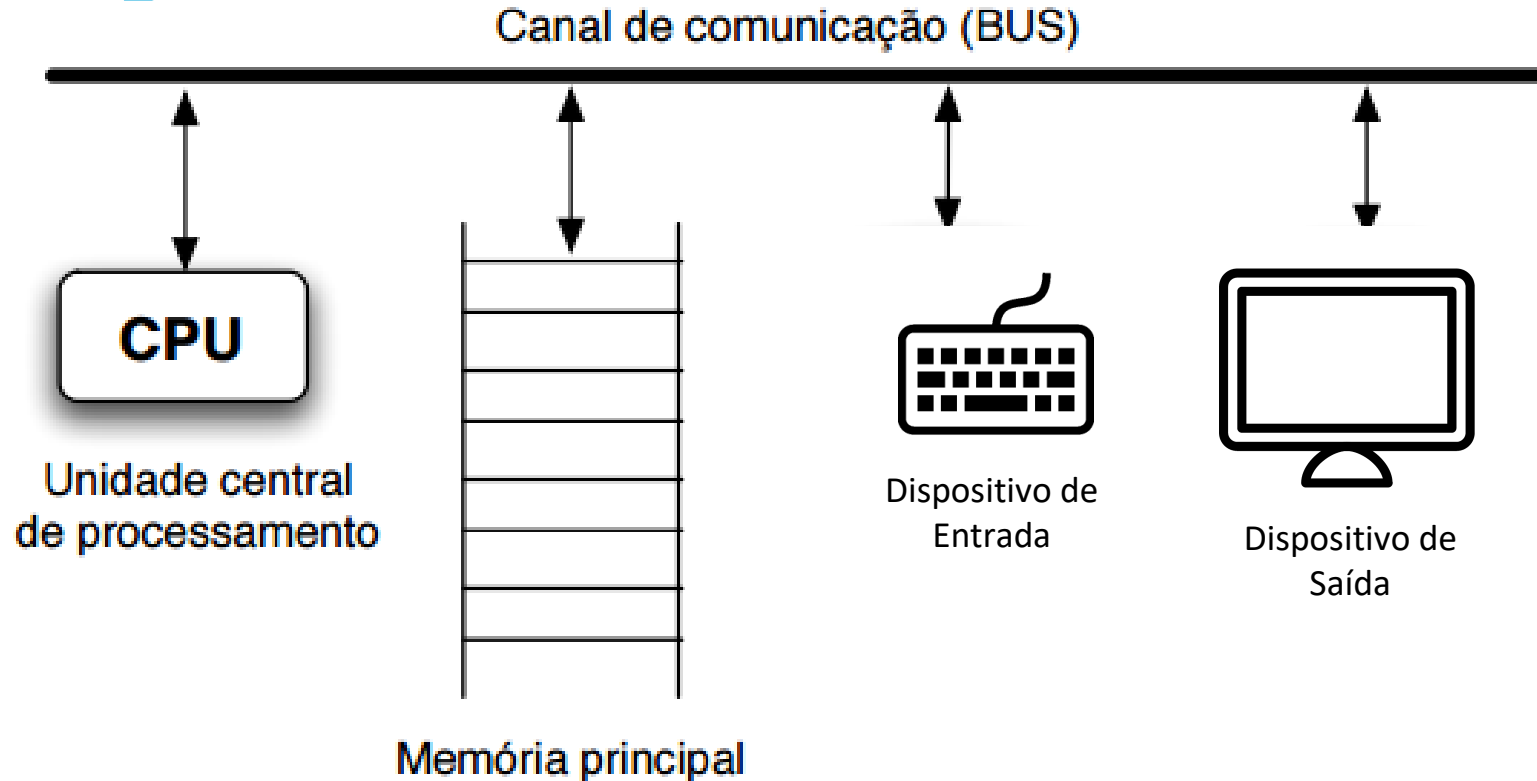 Canal de comunicação (BUS)
CPU
Unidade central
de processamento
Memória principal
Dispositivo de
Entrada
Dispositivo de
Saída